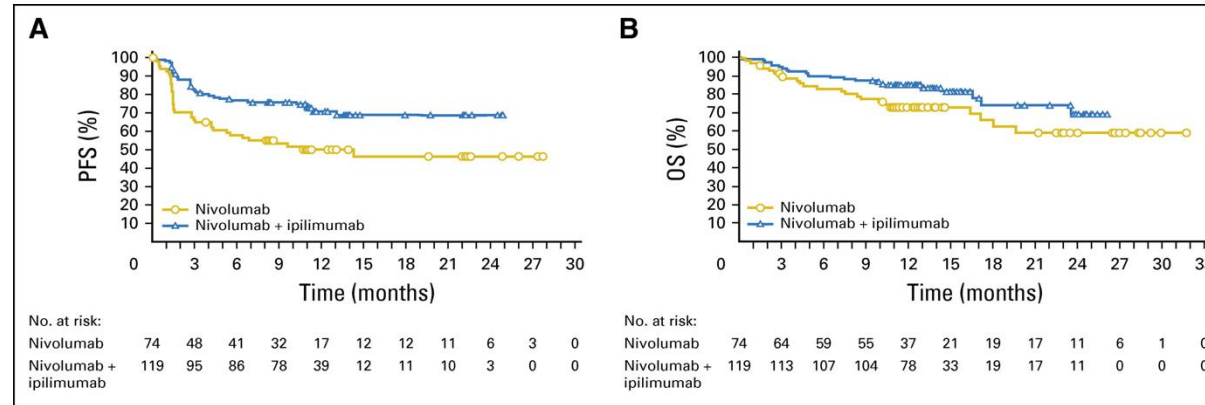 A
100
90
80
70
60
50
40
30
20
10
PFS (%)
Nivolumab
Nivolumab + ipilimumab
0 3 6 9 12 15 18 21 24 27 30
Time (months)
No. at risk:
Nivolumab 74 48 41 32 17 12 12 11 6 3 0
Nivolumab + 119 95 86 78 39 12 11 10 3 0 0
ipilimumab
B
100
90
80
70
60
50
40
30
20
10
OS (%)
Nivolumab
Nivolumab + ipilimumab
0 3 6 9 12 15 18 21 24 27 30
Time (months)
No. at risk:
Nivolumab 74 64 59 55 37 21 19 17 11 6 1
Nivolumab + 119 113 107 104 78 33 19 17 11 0 0
ipilimumab